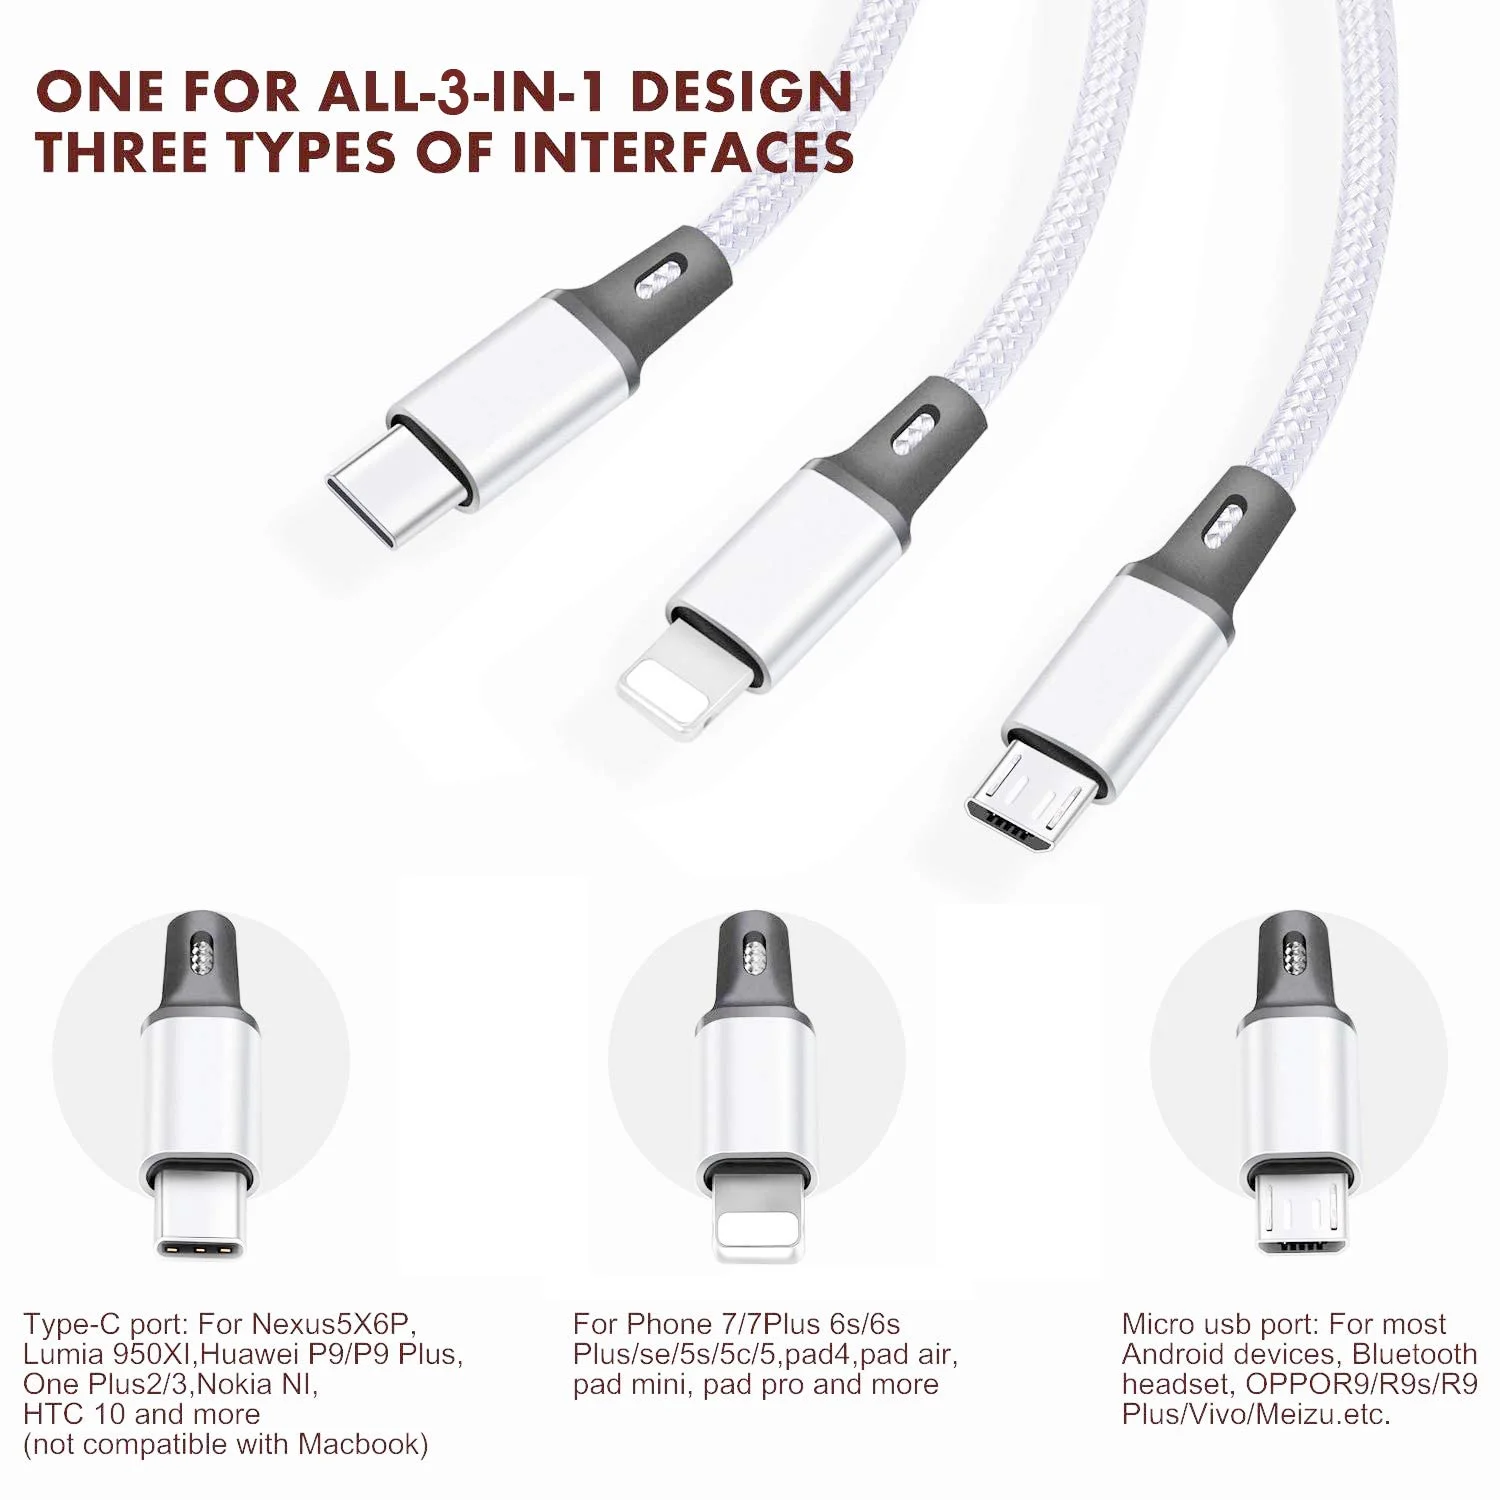 ONE FOR ALL-3-IN-1 DESIGN
THREE TYPES OF INTERFACES
Type-C port: For Nexus5X6P,
Lumia 950XI,Huawei P9/P9 Plus,
One Plus2/3,Nokia NI,
HTC 10 and more
(not compatible with Macbook)
For Phone 7/7Plus 6s/6s
Plus/se/5s/5c/5,pad4,pad air,
pad mini, pad pro and more
Micro usb port: For most
Android devices, Bluetooth
headset, OPPOR9/R9s/R9
Plus/Vivo/Meizu.etc.